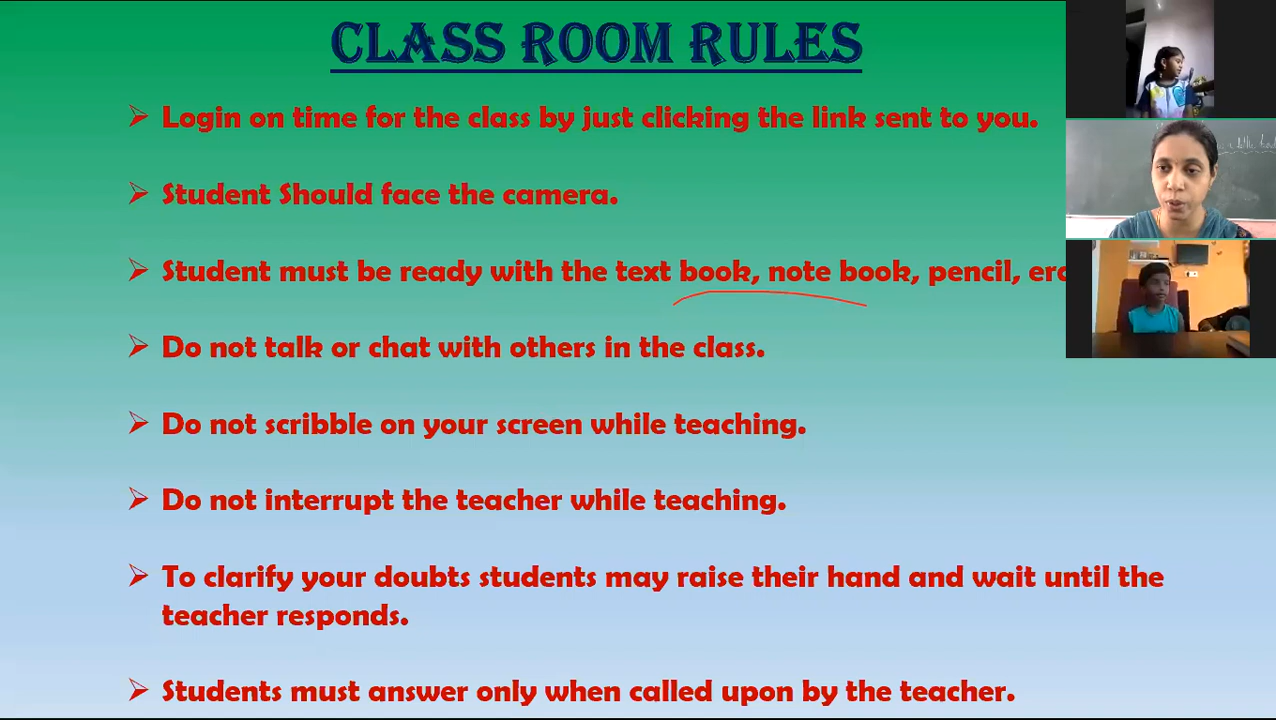 CLASS ROOM RULES
Login on time for the class by just clicking the link sent to you.
Student Should face the camera.
Student must be ready with the text book, note book, pencil,
Do not talk or chat with others in the class.
Do not scribble on your screen while teaching.
Do not interrupt the teacher while teaching.
To clarify your doubts students may raise their hand and wait until the
teacher responds.
Students must answer only when called upon by the teacher.